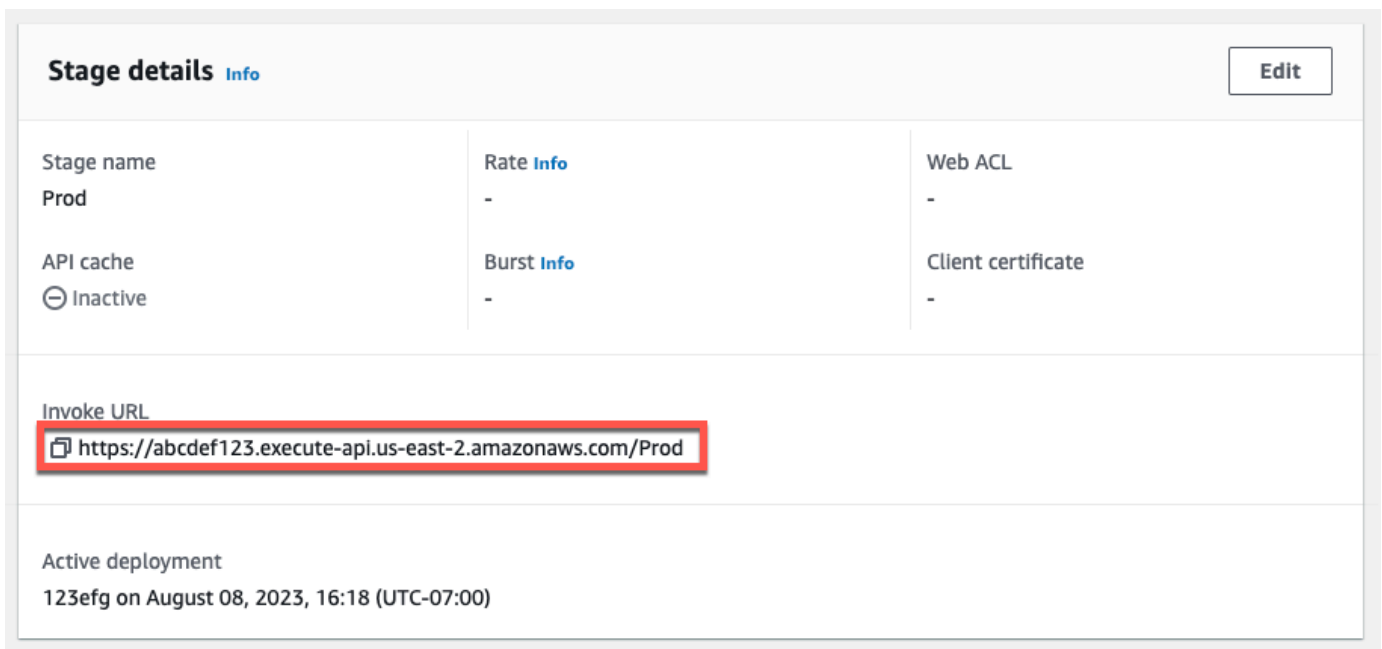 Stage details Info
Edit
Stage name
Prod
Rate Info
-
Web ACL
-
API cache
Inactive
Burst Info
-
Client certificate
-
Invoke URL
https://abcdef123.execute-api.us-east-2.amazonaws.com/Prod
Active deployment
123efg on August 08, 2023, 16:18 (UTC-07:00)